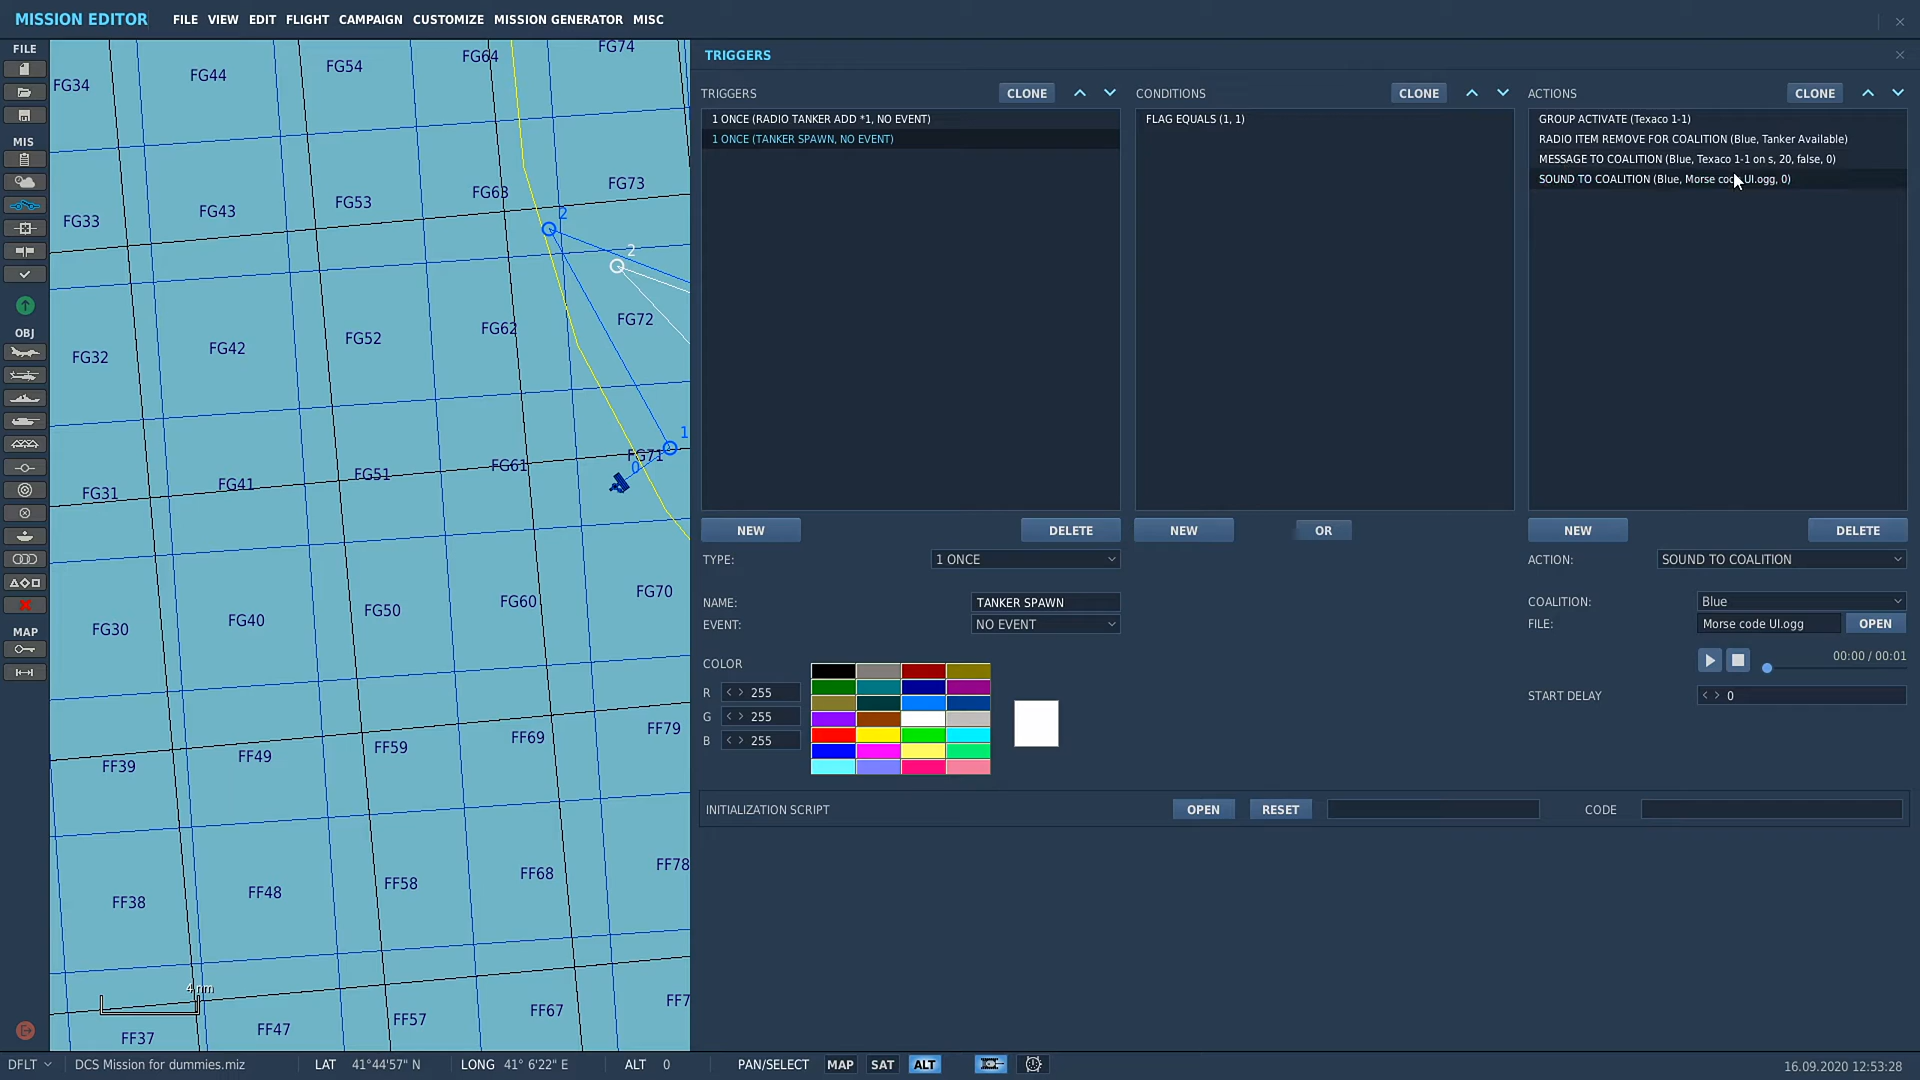 MISSION EDITOR FILE VIEW EDIT FLIGHT CAMPAIGN CUSTOMIZE MISSION GENERATOR MISC
FILE
MIS
OBJ
MAP
FG34 FG44 FG54 FG64 FG74
FG33 FG43 FG53 FG63 FG73
2
2
FG32 FG42 FG52 FG62 FG72
1
0
FG31 FG41 FG51 FG61 FG71
FG30 FG40 FG50 FG60 FG70
FF39 FF49 FF59 FF69 FF79
FF38 FF48 FF58 FF68 FF78
4 nm
FF37 FF47 FF57 FF67 FF7
TRIGGERS
TRIGGERS CLONE
1 ONCE (RADIO TANKER ADD *1, NO EVENT)
1 ONCE (TANKER SPAWN, NO EVENT)
NEW DELETE
TYPE: 1 ONCE
NAME: TANKER SPAWN
EVENT: NO EVENT
COLOR
R < > 255
G < > 255
B < > 255
CONDITIONS CLONE
FLAG EQUALS (1, 1)
NEW OR
ACTIONS CLONE
GROUP ACTIVATE (Texaco 1-1)
RADIO ITEM REMOVE FOR COALITION (Blue, Tanker Available)
MESSAGE TO COALITION (Blue, Texaco 1-1 on s, 20, false, 0)
SOUND TO COALITION (Blue, Morse code UI.ogg, 0)
NEW DELETE
ACTION: SOUND TO COALITION
COALITION: Blue
FILE: Morse code UI.ogg OPEN
00:00 / 00:01
START DELAY < > 0
INITIALIZATION SCRIPT OPEN RESET CODE
DFLT DCS Mission for dummies.miz LAT 41°44'57" N LONG 41° 6'22" E ALT 0 PAN/SELECT MAP SAT ALT 16.09.2020 12:53:28